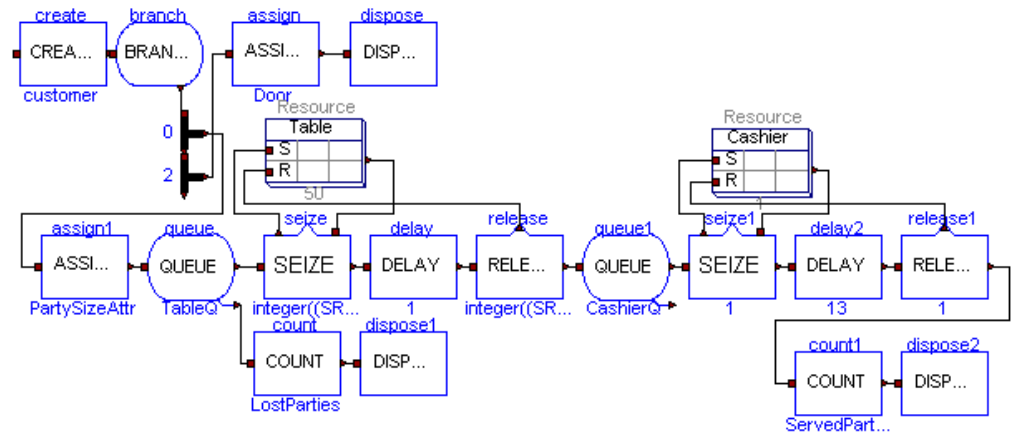 create branch assign dispose
CREA... BRAN... ASSI... DISP...
customer Door
Resource
Table
S
R
50
Resource
Cashier
S
R
1
0
2
assign1 queue seize delay release queue1 seize1 delay2 release1
ASSI... QUEUE SEIZE DELAY RELE... QUEUE SEIZE DELAY RELE...
PartySizeAttr TableQ integer((SR... 1 integer((SR... CashierQ 1 13 1
count dispose1
COUNT DISP...
LostParties
count1 dispose2
COUNT DISP...
ServedPart...